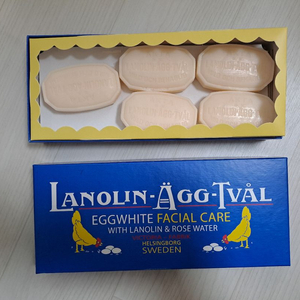 LANOLIN-ÄGG-TVÅL
EGGWHITE FACIAL CARE
WITH LANOLIN & ROSE WATER
HELSINGBORG
SWEDEN